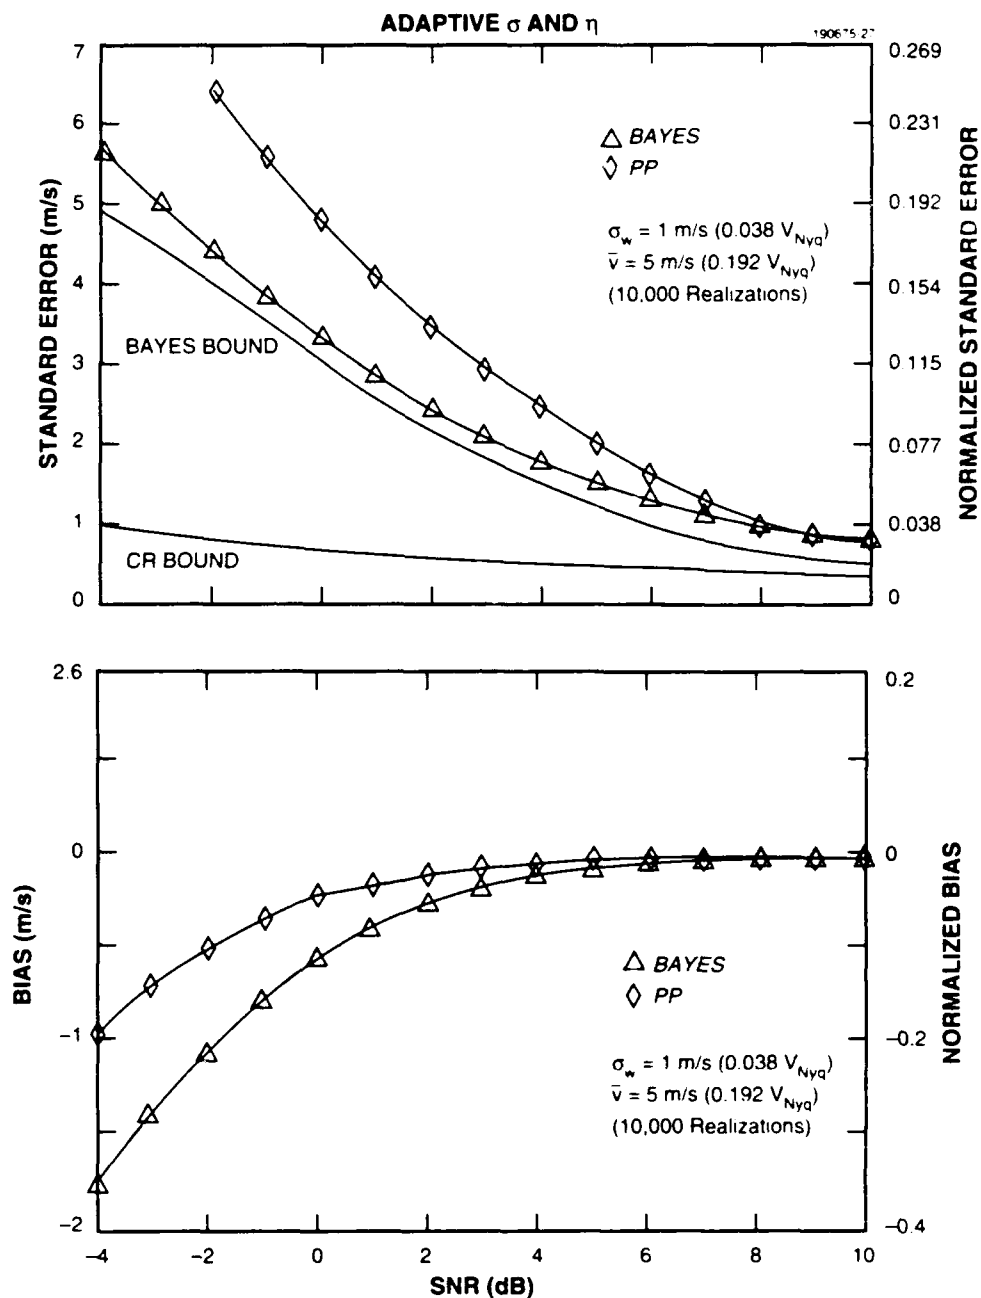 ADAPTIVE σ AND η
190675-27
7
6
5
4
3
2
1
0
STANDARD ERROR (m/s)
0.269
0.231
0.192
0.154
0.115
0.077
0.038
0
NORMALIZED STANDARD ERROR
BAYES
PP
σw = 1 m/s (0.038 VNyq)
v̄ = 5 m/s (0.192 VNyq)
(10,000 Realizations)
BAYES BOUND
CR BOUND
2.6
0
−1
−2
BIAS (m/s)
0.2
0
−0.2
−0.4
NORMALIZED BIAS
BAYES
PP
σw = 1 m/s (0.038 VNyq)
v̄ = 5 m/s (0.192 VNyq)
(10,000 Realizations)
−4 −2 0 2 4 6 8 10
SNR (dB)